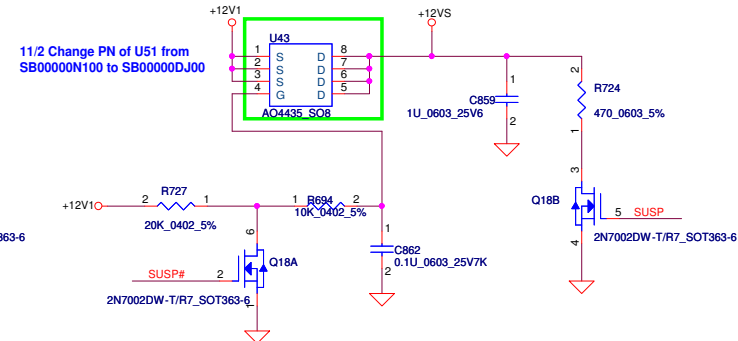 +12V1
+12VS
11/2 Change PN of U51 from
SB00000N100 to SB00000DJ00
U43
1 S D 8
2 S D 7
3 S D 6
4 G D 5
AO4435_SO8
C859
1
1U_0603_25V6
2
2
R724
470_0603_5%
1
+12V1
2
R727
1
20K_0402_5%
1
R694
2
10K_0402_5%
1
C862
0.1U_0603_25V7K
2
3
Q18B
5
SUSP
4
2N7002DW-T/R7_SOT363-6
363-6
6
Q18A
SUSP#
2
2N7002DW-T/R7_SOT363-6
1